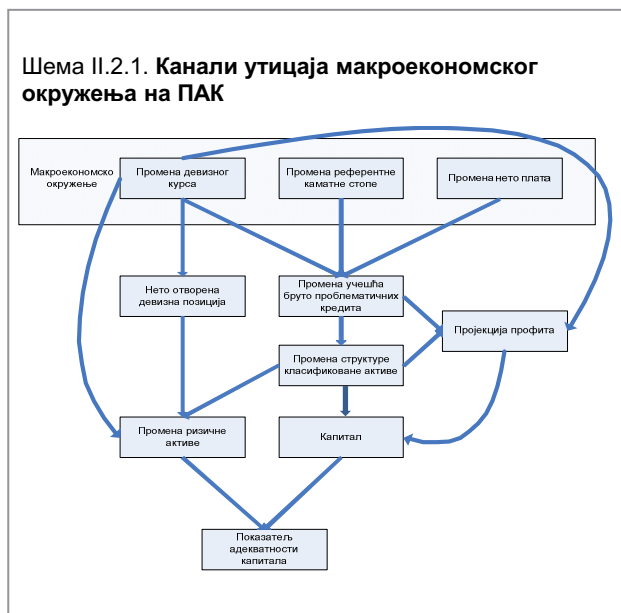 Шема II.2.1. Канали утицаја макроекономског
окружења на ПАК
Макроекономско
окружење
Промена девизног
курса
Промена референтне
каматне стопе
Промена нето плата
Нето отворена
девизна позиција
Промена учешћа
бруто проблематичних
кредита
Пројекција профита
Промена структуре
класификоване активе
Промена ризичне
активе
Капитал
Показатељ
адекватности
капитала